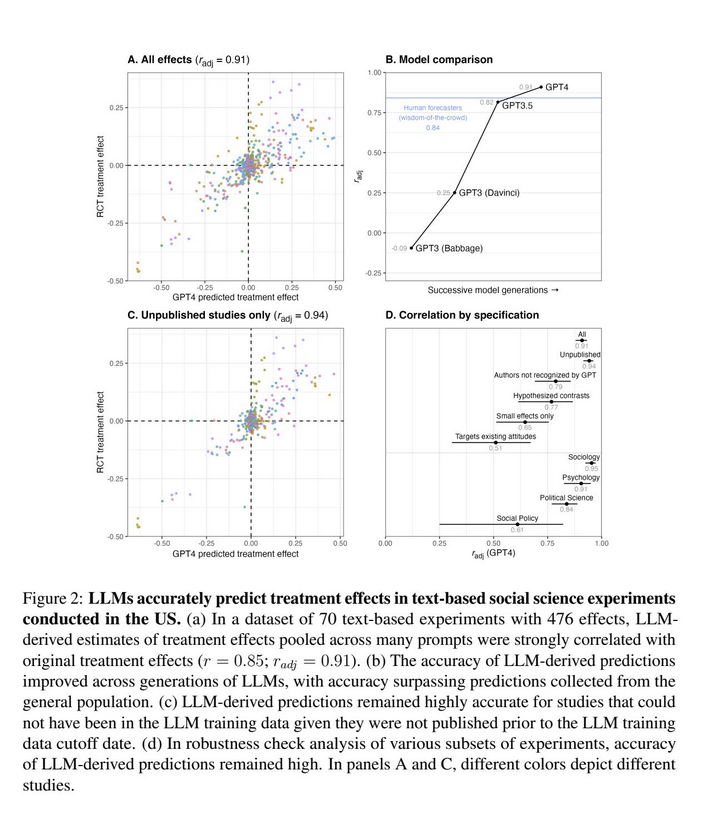 A. All effects (radj = 0.91)
0.25
0.00
-0.25
-0.50
RCT treatment effect
-0.50 -0.25 0.00 0.25 0.50
GPT4 predicted treatment effect
B. Model comparison
1.00
0.75
0.50
0.25
0.00
-0.25
radj
0.91 GPT4
0.82 GPT3.5
Human forecasters
(wisdom-of-the-crowd)
0.84
0.25 GPT3 (Davinci)
-0.09 GPT3 (Babbage)
Successive model generations →
C. Unpublished studies only (radj = 0.94)
0.25
0.00
-0.25
-0.50
RCT treatment effect
-0.50 -0.25 0.00 0.25 0.50
GPT4 predicted treatment effect
D. Correlation by specification
All
0.91
Unpublished
0.94
Authors not recognized by GPT
0.79
Hypothesized contrasts
0.77
Small effects only
0.65
Targets existing attitudes
0.51
Sociology
0.95
Psychology
0.91
Political Science
0.84
Social Policy
0.61
0.00 0.25 0.50 0.75 1.00
radj (GPT4)
Figure 2: LLMs accurately predict treatment effects in text-based social science experiments
conducted in the US. (a) In a dataset of 70 text-based experiments with 476 effects, LLM-
derived estimates of treatment effects pooled across many prompts were strongly correlated with
original treatment effects (r = 0.85; radj = 0.91). (b) The accuracy of LLM-derived predictions
improved across generations of LLMs, with accuracy surpassing predictions collected from the
general population. (c) LLM-derived predictions remained highly accurate for studies that could
not have been in the LLM training data given they were not published prior to the LLM training
data cutoff date. (d) In robustness check analysis of various subsets of experiments, accuracy
of LLM-derived predictions remained high. In panels A and C, different colors depict different
studies.